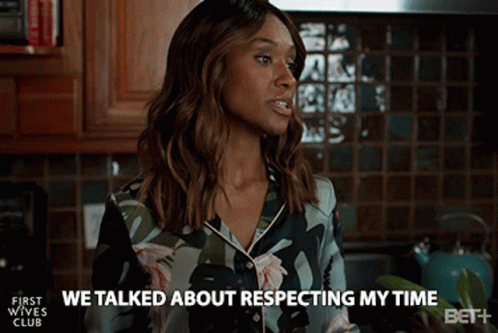 FIRST
WIVES
CLUB
WE TALKED ABOUT RESPECTING MY TIME
BET+